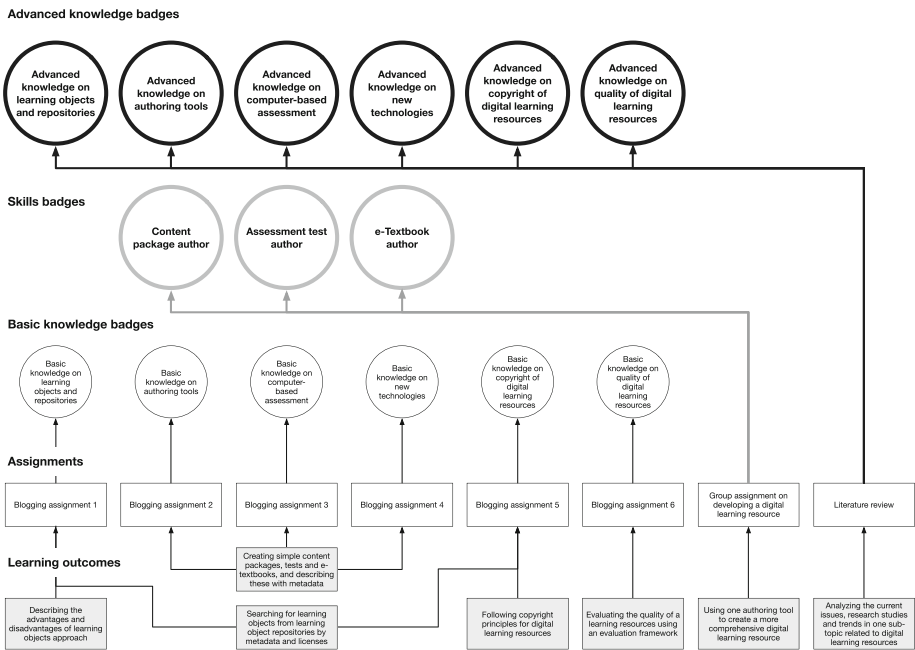 Advanced knowledge badges
Advanced
knowledge on
learning objects
and repositories
Advanced
knowledge on
authoring tools
Advanced
knowledge on
computer-based
assessment
Advanced
knowledge on
new
technologies
Advanced
knowledge on
copyright of
digital learning
resources
Advanced
knowledge on
quality of digital
learning
resources
Skills badges
Content
package author
Assessment test
author
e-Textbook
author
Basic knowledge badges
Basic
knowledge on
learning
objects and
repositories
Basic
knowledge on
authoring tools
Basic
knowledge on
computer-
based
assessment
Basic
knowledge on
new
technologies
Basic
knowledge on
copyright of
digital
learning
resources
Basic
knowledge on
quality of
digital
learning
resources
Assignments
Blogging assignment 1
Blogging assignment 2
Blogging assignment 3
Blogging assignment 4
Blogging assignment 5
Blogging assignment 6
Group assignment on
developing a digital
learning resource
Literature review
Learning outcomes
Creating simple content
packages, tests and e-
textbooks, and describing
these with metadata
Describing the
advantages and
disadvantages of learning
objects approach
Searching for learning
objects from learning
object repositories by
metadata and licenses
Following copyright
principles for digital
learning resources
Evaluating the quality of a
learning resources using
an evaluation framework
Using one authoring tool
to create a more
comprehensive digital
learning resource
Analyzing the current
issues, research studies
and trends in one sub-
topic related to digital
learning resources